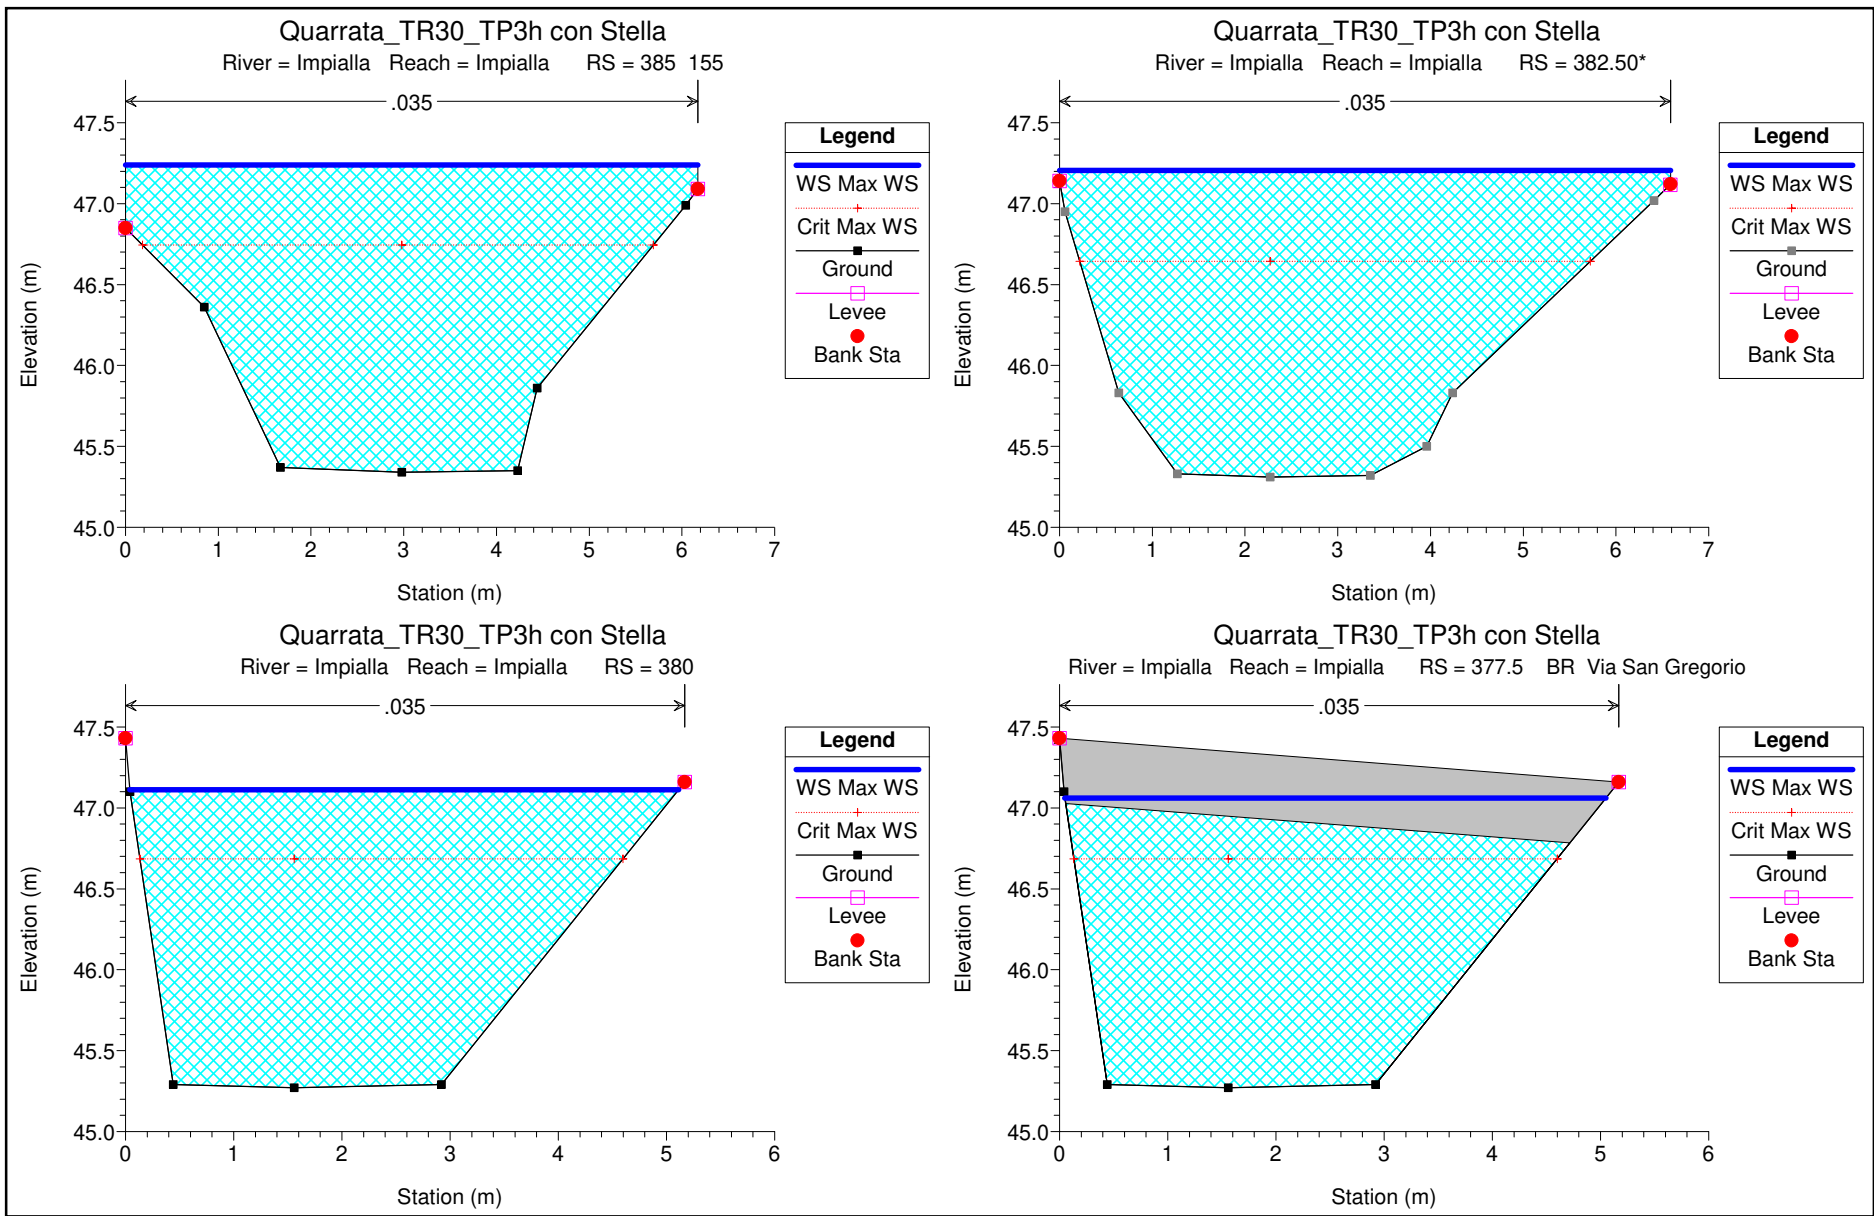 Quarrata_TR30_TP3h con Stella
River = Impialla Reach = Impialla RS = 385 155
.035
47.5
47.0
46.5
46.0
45.5
45.0
Elevation (m)
0 1 2 3 4 5 6 7
Station (m)
Legend
WS Max WS
Crit Max WS
Ground
Levee
Bank Sta
Quarrata_TR30_TP3h con Stella
River = Impialla Reach = Impialla RS = 382.50*
.035
47.5
47.0
46.5
46.0
45.5
45.0
Elevation (m)
0 1 2 3 4 5 6 7
Station (m)
Legend
WS Max WS
Crit Max WS
Ground
Levee
Bank Sta
Quarrata_TR30_TP3h con Stella
River = Impialla Reach = Impialla RS = 380
.035
47.5
47.0
46.5
46.0
45.5
45.0
Elevation (m)
0 1 2 3 4 5 6
Station (m)
Legend
WS Max WS
Crit Max WS
Ground
Levee
Bank Sta
Quarrata_TR30_TP3h con Stella
River = Impialla Reach = Impialla RS = 377.5 BR Via San Gregorio
.035
47.5
47.0
46.5
46.0
45.5
45.0
Elevation (m)
0 1 2 3 4 5 6
Station (m)
Legend
WS Max WS
Crit Max WS
Ground
Levee
Bank Sta